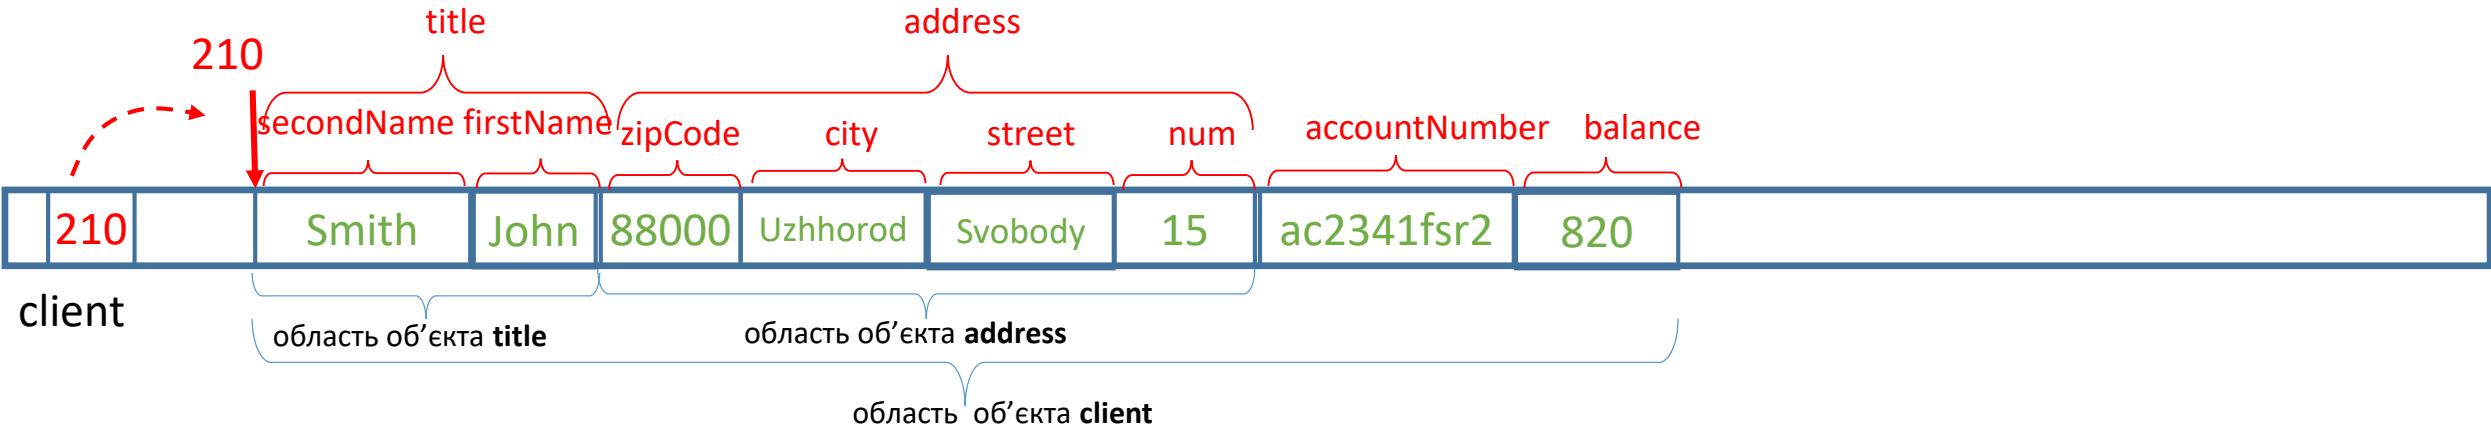 title address
210
secondName firstName zipCode city street num accountNumber balance
210 Smith John 88000 Uzhhorod Svobody 15 ac2341fsr2 820
client
область об’єкта title область об’єкта address
область об’єкта client